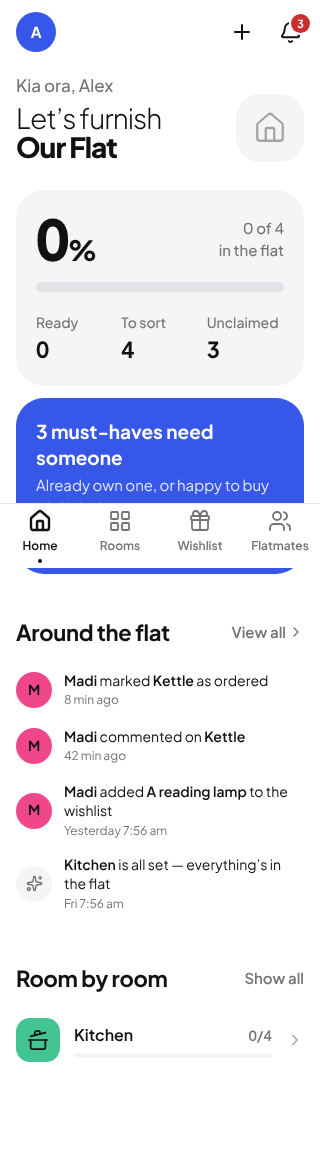 A
3
Kia ora, Alex
Let's furnish
Our Flat
0%
0 of 4
in the flat
Ready
To sort
Unclaimed
0
4
3
3 must-haves need
someone
Already own one, or happy to buy
Home
Rooms
Wishlist
Flatmates
Around the flat
View all
M
Madi marked Kettle as ordered
8 min ago
M
Madi commented on Kettle
42 min ago
M
Madi added A reading lamp to the
wishlist
Yesterday 7:56 am
Kitchen is all set — everything's in
the flat
Fri 7:56 am
Room by room
Show all
Kitchen
0/4